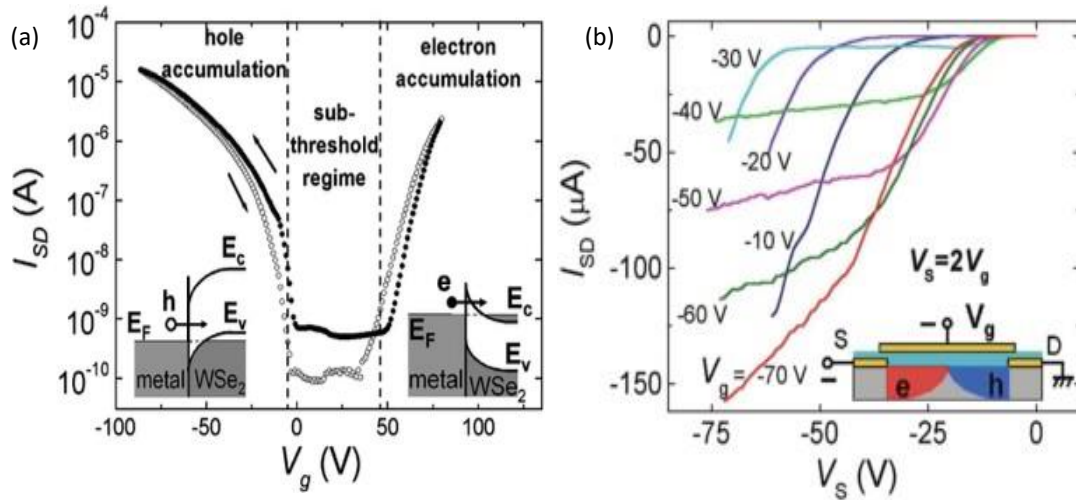 (a)
10⁻⁴
10⁻⁵
10⁻⁶
10⁻⁷
10⁻⁸
10⁻⁹
10⁻¹⁰
I_SD (A)
hole
accumulation
sub-
threshold
regime
electron
accumulation
E_c
h
E_v
E_F
metal
WSe₂
e
E_c
E_F
E_v
metal
WSe₂
-100 -50 0 50 100
V_g (V)
(b)
0
-50
-100
-150
I_SD (μA)
-30 V
-40 V
-20 V
-50 V
-10 V
-60 V
V_g = -70 V
V_s=2V_g
V_g
S
D
e
h
-75 -50 -25 0
V_S (V)